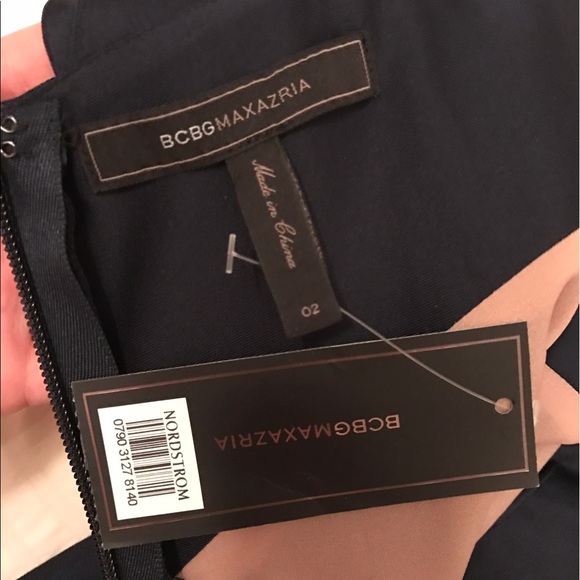 BCBGMAXAZRIA
Made in China
02
BCBGMAXAZRIA
NORDSTROM
0790 3127 8140